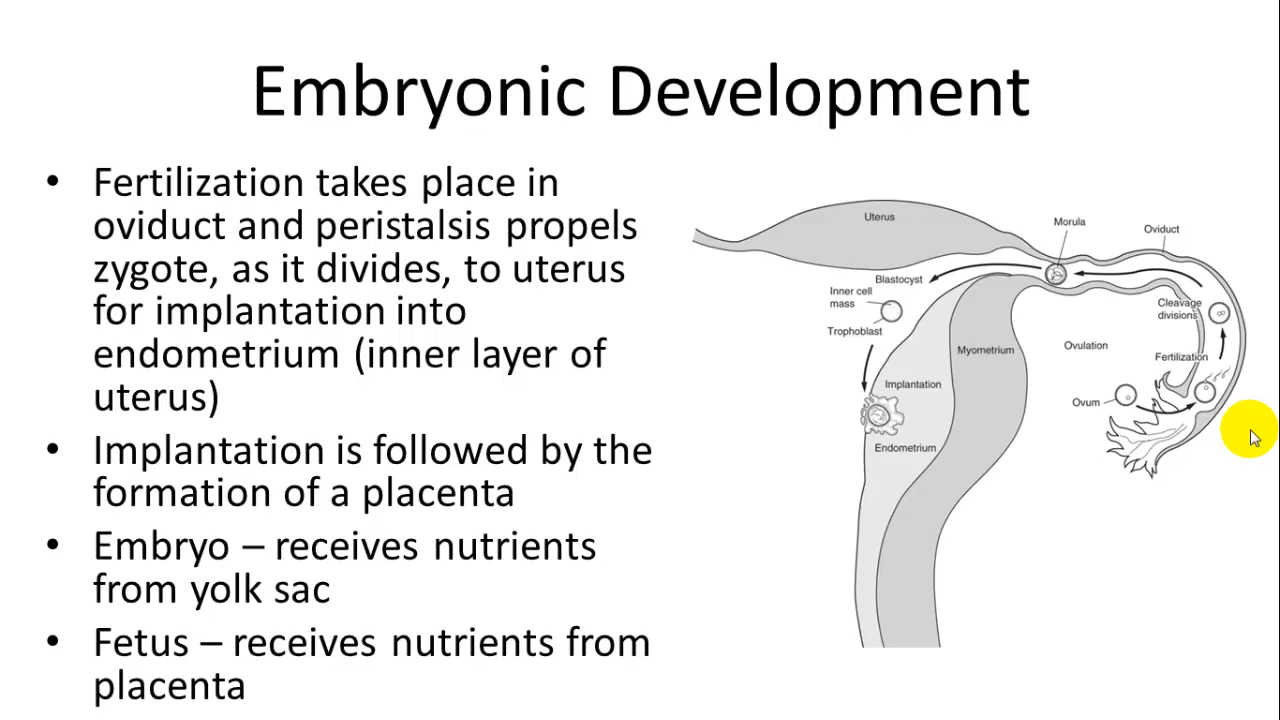 Embryonic Development
• Fertilization takes place in
oviduct and peristalsis propels
zygote, as it divides, to uterus
for implantation into
endometrium (inner layer of
uterus)
• Implantation is followed by the
formation of a placenta
• Embryo – receives nutrients
from yolk sac
• Fetus – receives nutrients from
placenta
Uterus
Morula
Oviduct
Blastocyst
Inner cell
mass
Trophoblast
Cleavage
divisions
Myometrium
Ovulation
Fertilization
Implantation
Ovum
Endometrium